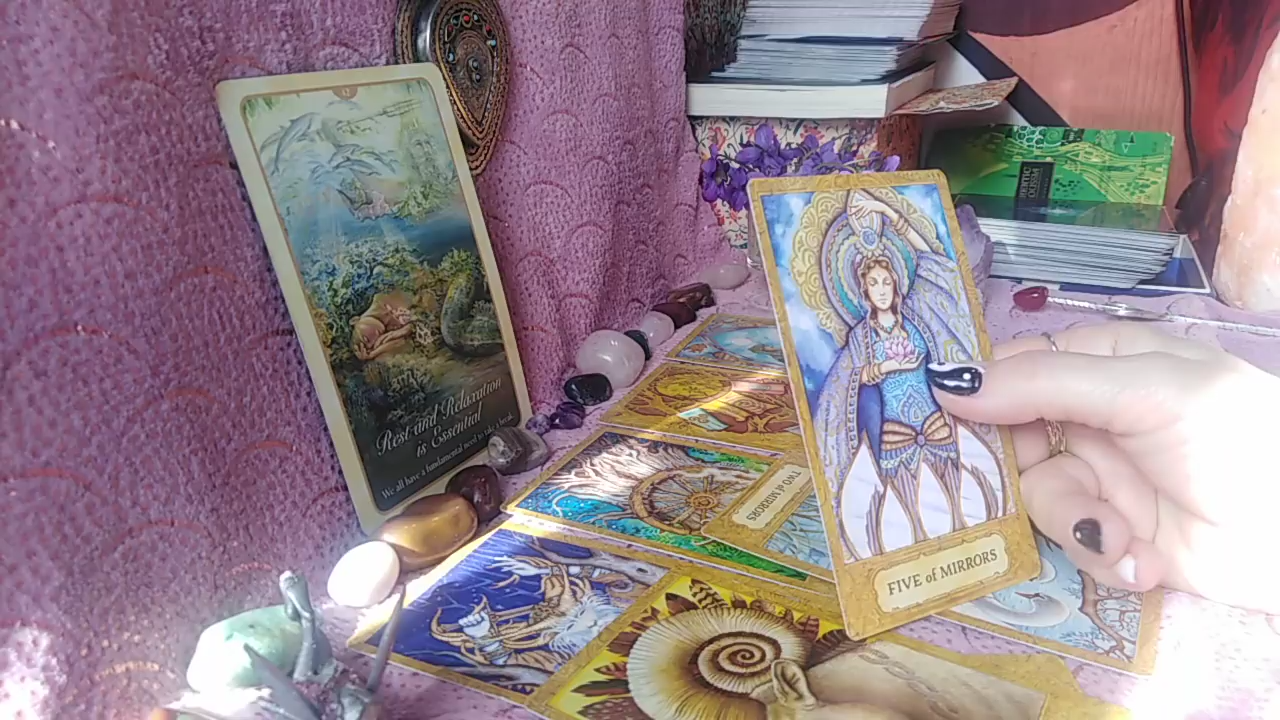 12
Rest and Relaxation
is Essential
We all have a fundamental need to take a break.
TWO of MIRRORS
FIVE of MIRRORS